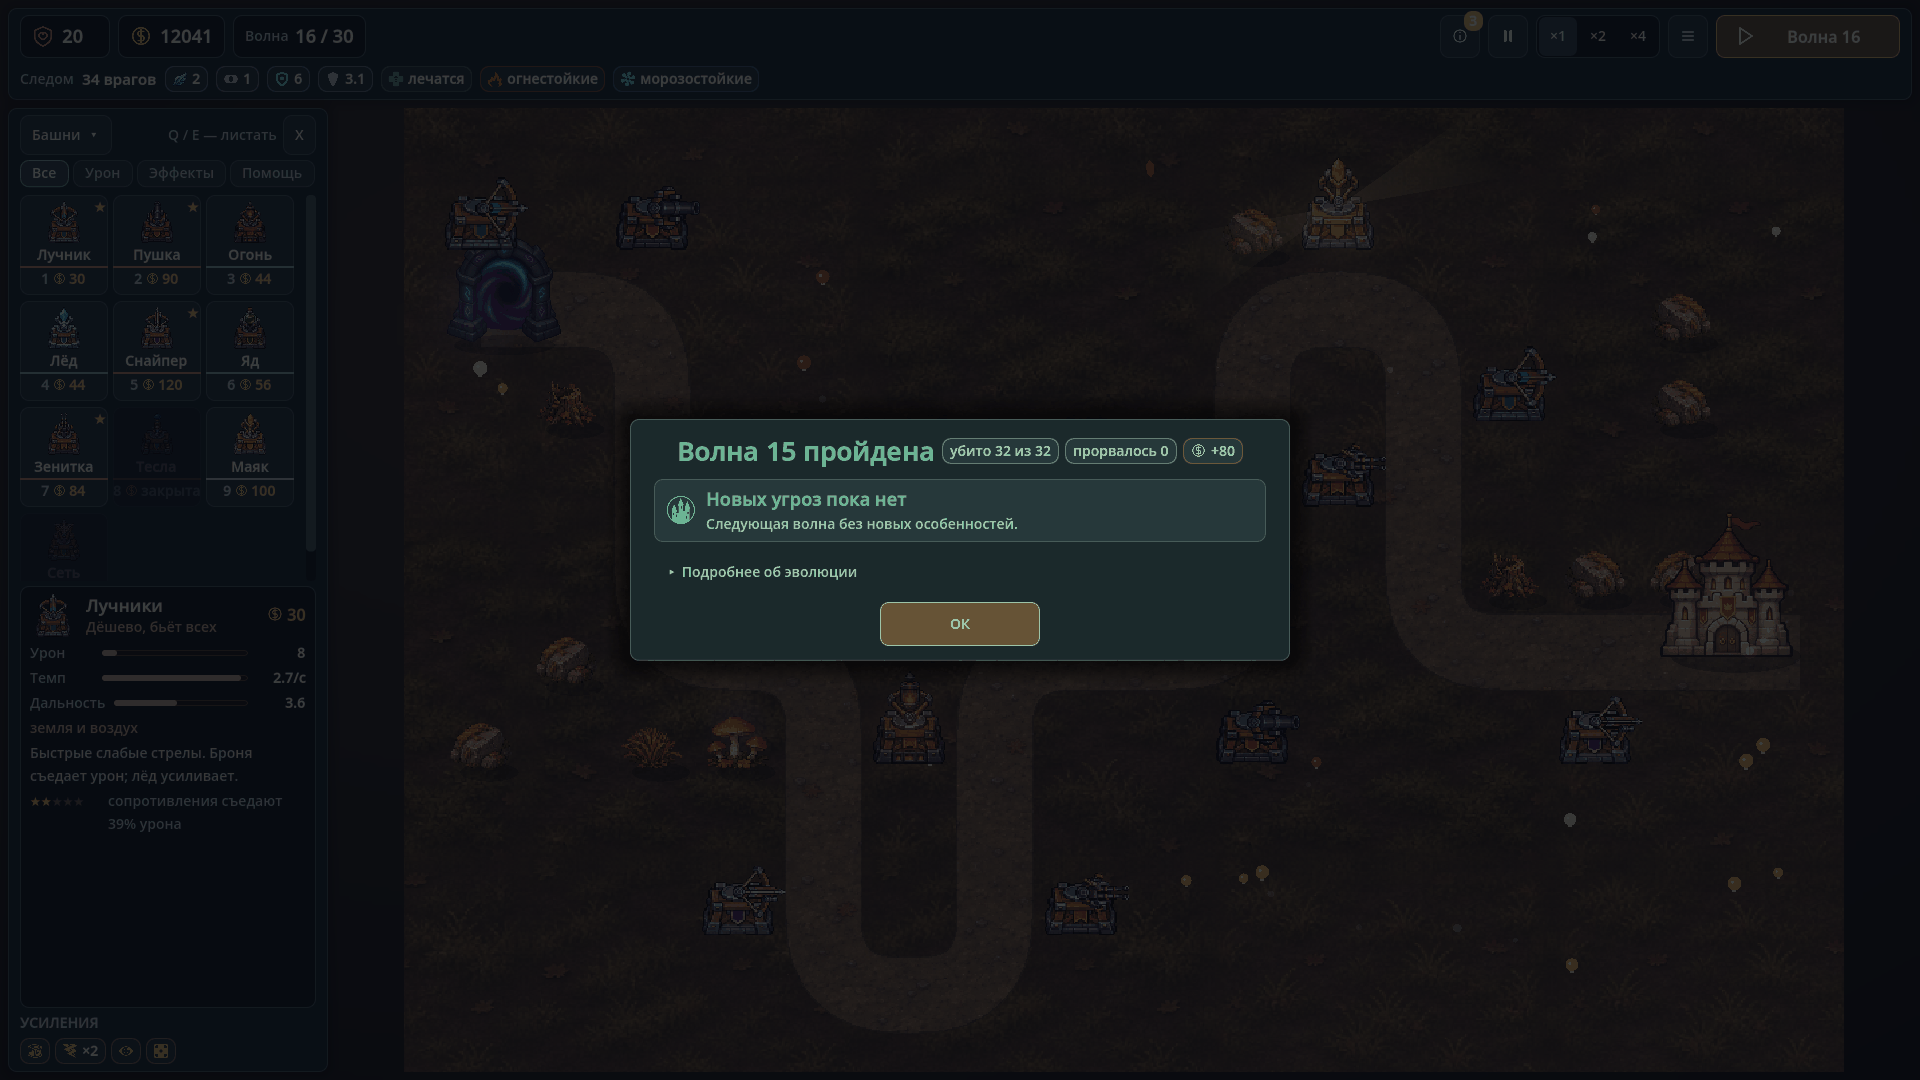 20
12041
Волна 16 / 30
3
×1
×2
×4
Волна 16
Следом 34 врагов
2
1
6
3.1
лечатся
огнестойкие
морозостойкие
Башни
Q / E — листать
X
Все
Урон
Эффекты
Помощь
Лучник
Пушка
Огонь
1 30
2 90
3 44
Лёд
Снайпер
Яд
4 44
5 120
6 56
Зенитка
Тесла
Маяк
7 84
8 закрыта
9 100
Сеть
Лучники
30
Дёшево, бьёт всех
Урон 8
Темп 2.7/с
Дальность 3.6
земля и воздух
Быстрые слабые стрелы. Броня
съедает урон; лёд усиливает.
★★★★★ сопротивления съедают
39% урона
УСИЛЕНИЯ
×2
Волна 15 пройдена
убито 32 из 32
прорвалось 0
+80
Новых угроз пока нет
Следующая волна без новых особенностей.
Подробнее об эволюции
ОК